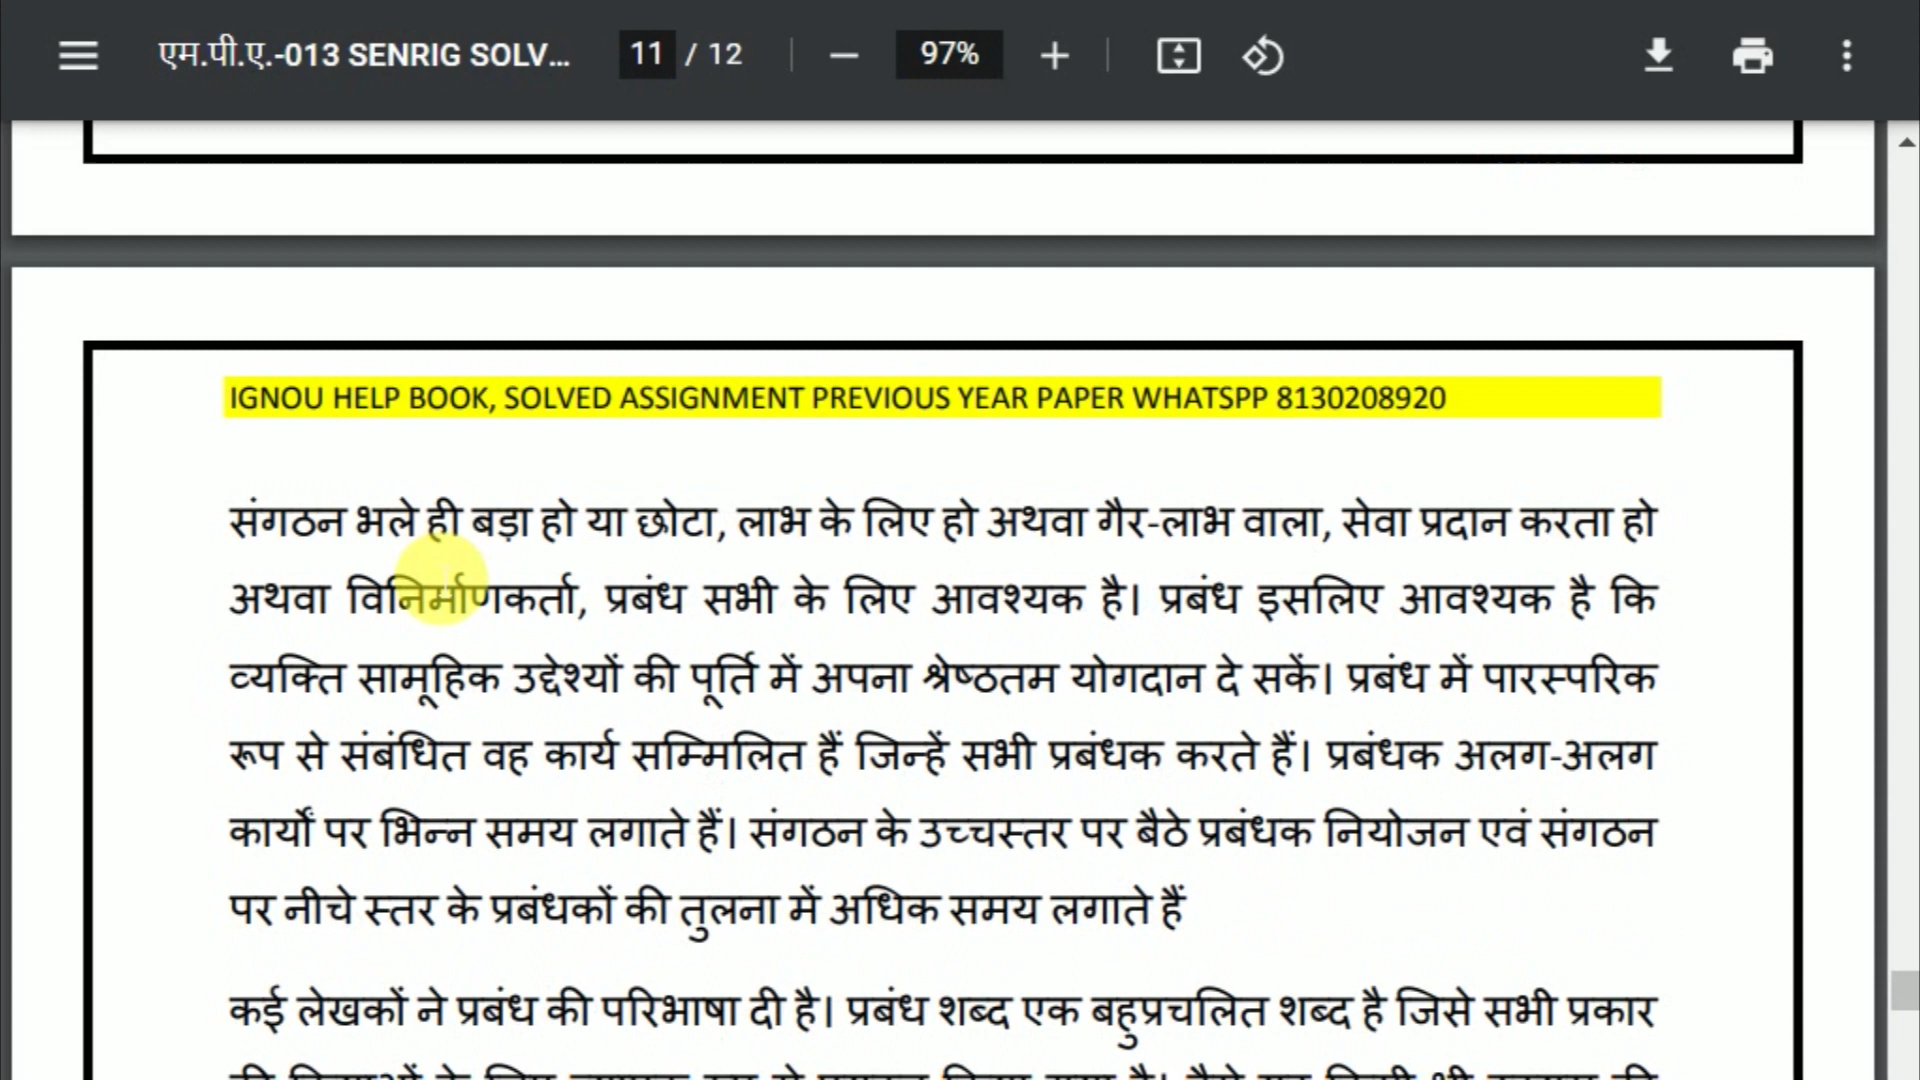 एम.पी.ए.-013 SENRIG SOLV... 11 / 12 97%
IGNOU HELP BOOK, SOLVED ASSIGNMENT PREVIOUS YEAR PAPER WHATSPP 8130208920
संगठन भले ही बड़ा हो या छोटा, लाभ के लिए हो अथवा गैर-लाभ वाला, सेवा प्रदान करता हो
अथवा विनिर्माणकर्ता, प्रबंध सभी के लिए आवश्यक है। प्रबंध इसलिए आवश्यक है कि
व्यक्ति सामूहिक उद्देश्यों की पूर्ति में अपना श्रेष्ठतम योगदान दे सकें। प्रबंध में पारस्परिक
रूप से संबंधित वह कार्य सम्मिलित हैं जिन्हें सभी प्रबंधक करते हैं। प्रबंधक अलग-अलग
कार्यों पर भिन्न समय लगाते हैं। संगठन के उच्चस्तर पर बैठे प्रबंधक नियोजन एवं संगठन
पर नीचे स्तर के प्रबंधकों की तुलना में अधिक समय लगाते हैं
कई लेखकों ने प्रबंध की परिभाषा दी है। प्रबंध शब्द एक बहुप्रचलित शब्द है जिसे सभी प्रकार